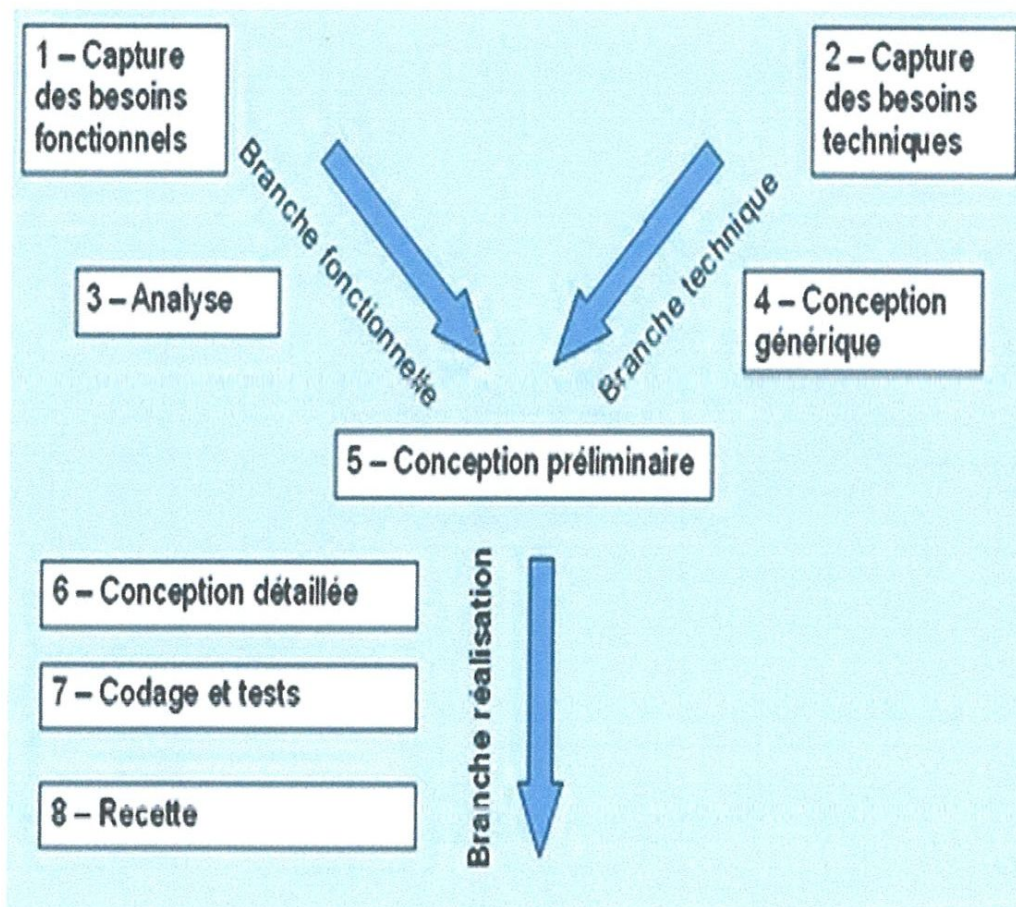 1 – Capture
des besoins
fonctionnels
2 – Capture
des besoins
techniques
Branche fonctionnelle
Branche technique
3 – Analyse
4 – Conception
générique
5 – Conception préliminaire
6 – Conception détaillée
7 – Codage et tests
8 – Recette
Branche réalisation